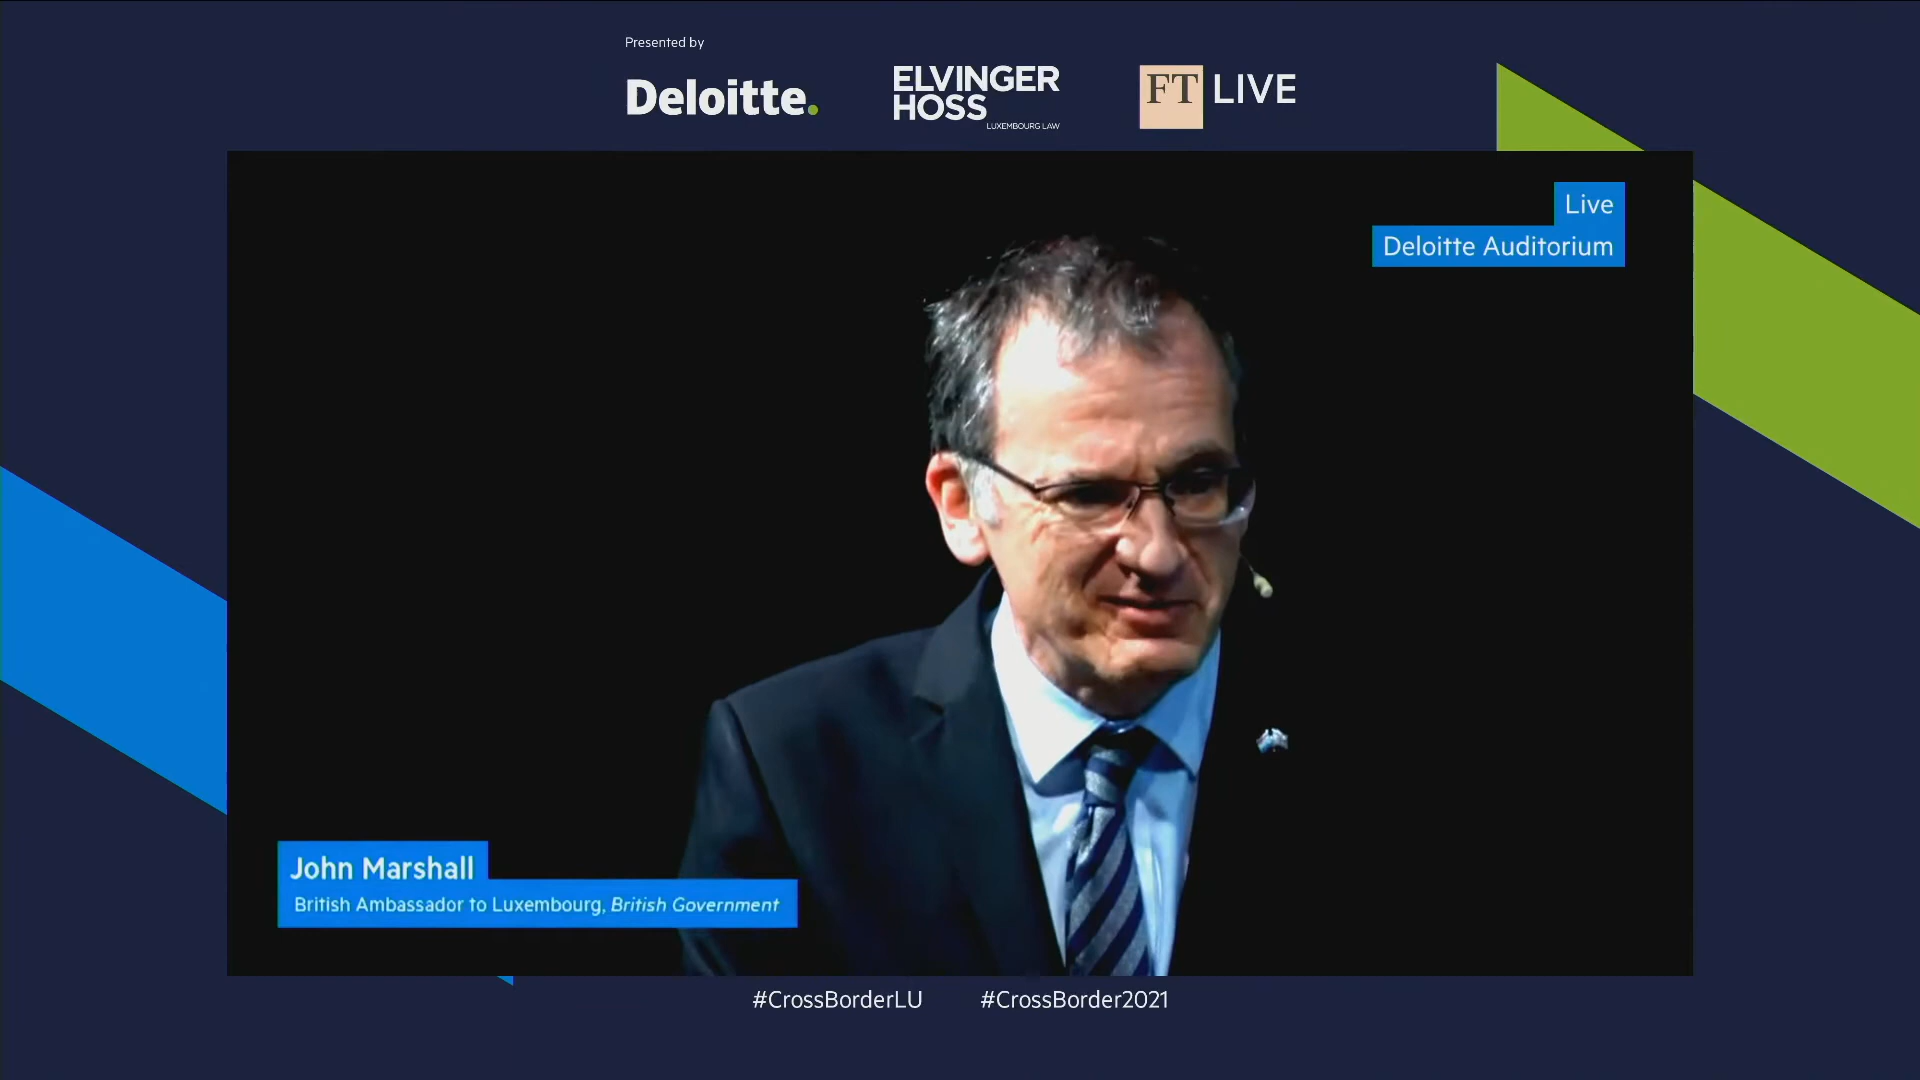 Presented by
Deloitte.
ELVINGER
HOSS
LUXEMBOURG LAW
FT LIVE
Live
Deloitte Auditorium
John Marshall
British Ambassador to Luxembourg, British Government
#CrossBorderLU #CrossBorder2021